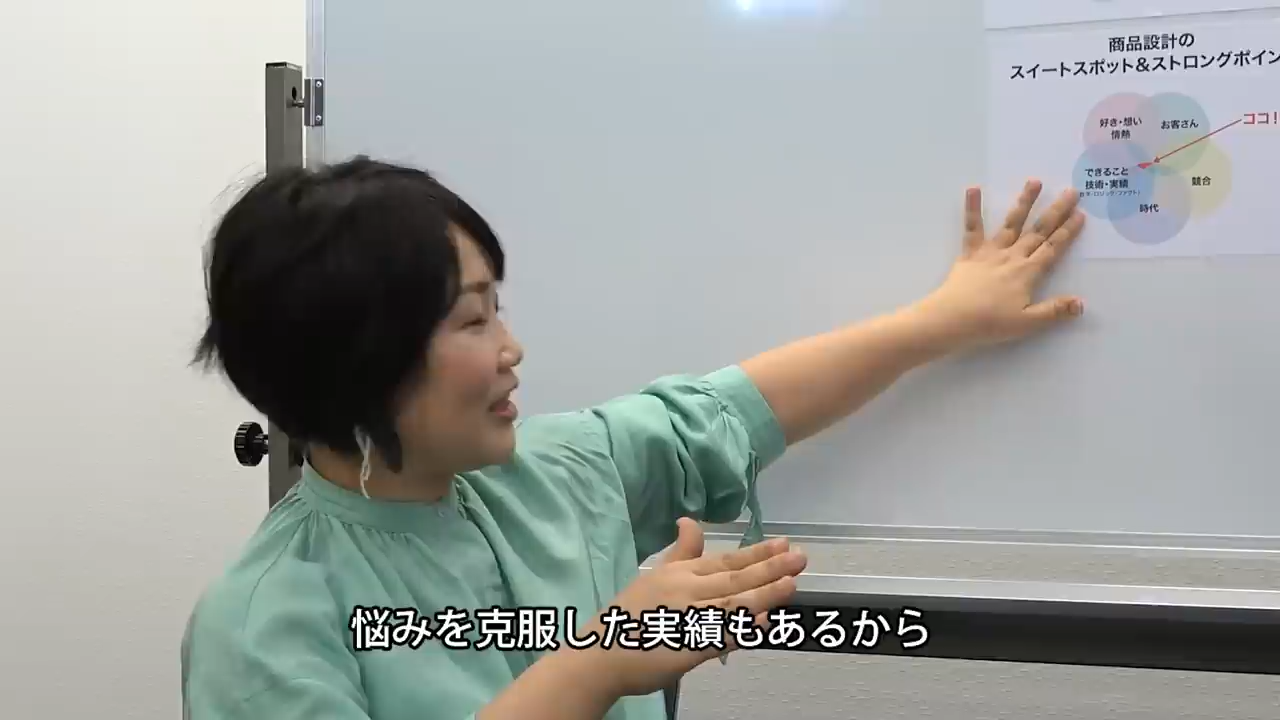 商品設計の
スイートスポット&ストロングポイン
好き・想い
情熱
お客さん
ココ!
できること
技術・実績
競合
時代
悩みを克服した実績もあるから